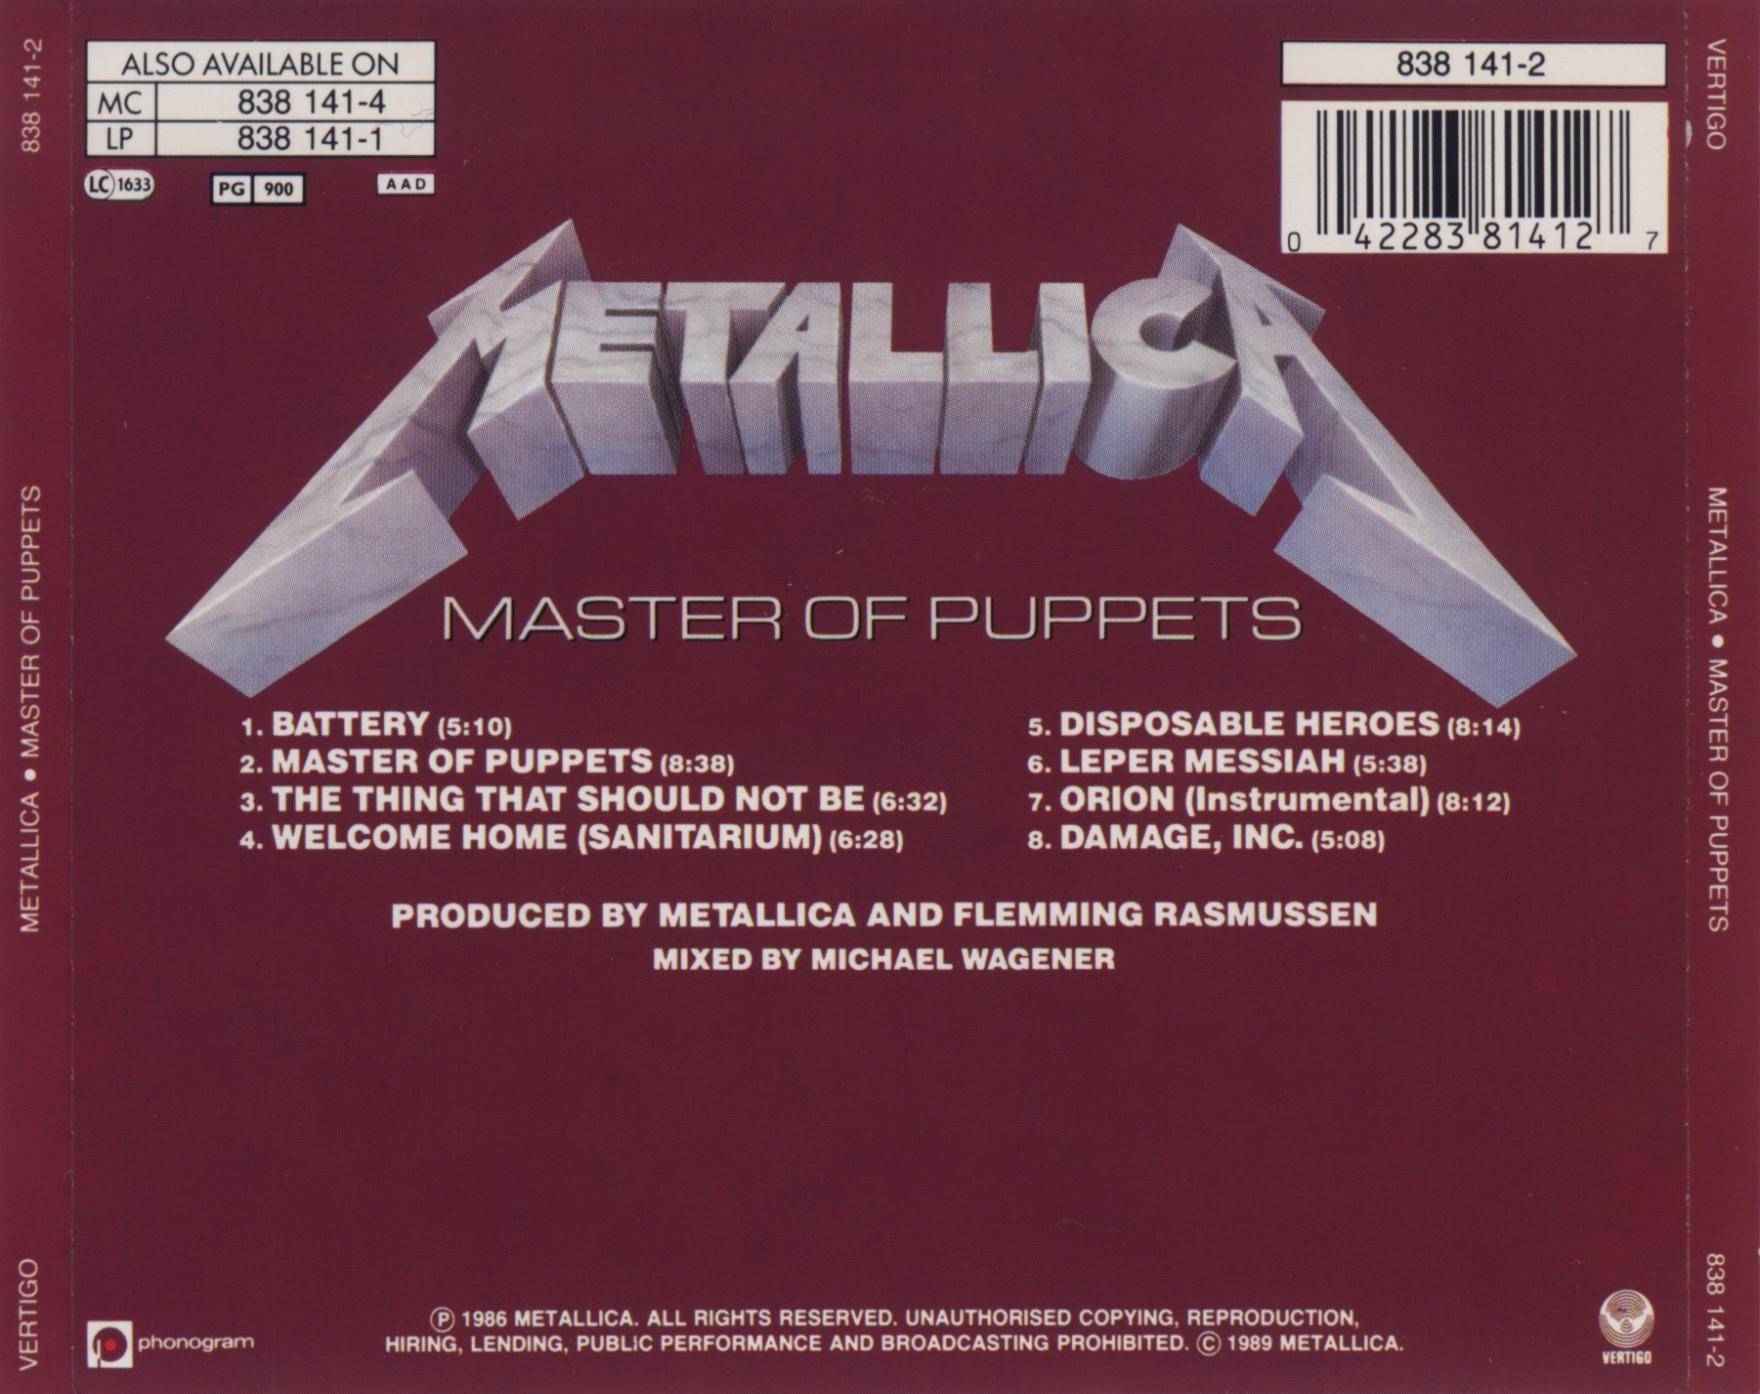 ALSO AVAILABLE ON
MC 838 141-4
LP 838 141-1
LC 1633
PG 900
AAD
838 141-2
0 42283 81412 7
METALLICA
MASTER OF PUPPETS
1. BATTERY (5:10)
2. MASTER OF PUPPETS (8:38)
3. THE THING THAT SHOULD NOT BE (6:32)
4. WELCOME HOME (SANITARIUM) (6:28)
5. DISPOSABLE HEROES (8:14)
6. LEPER MESSIAH (5:38)
7. ORION (Instrumental) (8:12)
8. DAMAGE, INC. (5:08)
PRODUCED BY METALLICA AND FLEMMING RASMUSSEN
MIXED BY MICHAEL WAGENER
Ⓟ 1986 METALLICA. ALL RIGHTS RESERVED. UNAUTHORISED COPYING, REPRODUCTION,
HIRING, LENDING, PUBLIC PERFORMANCE AND BROADCASTING PROHIBITED. © 1989 METALLICA.
phonogram
VERTIGO
VERTIGO METALLICA • MASTER OF PUPPETS 838 141-2
VERTIGO METALLICA • MASTER OF PUPPETS 838 141-2